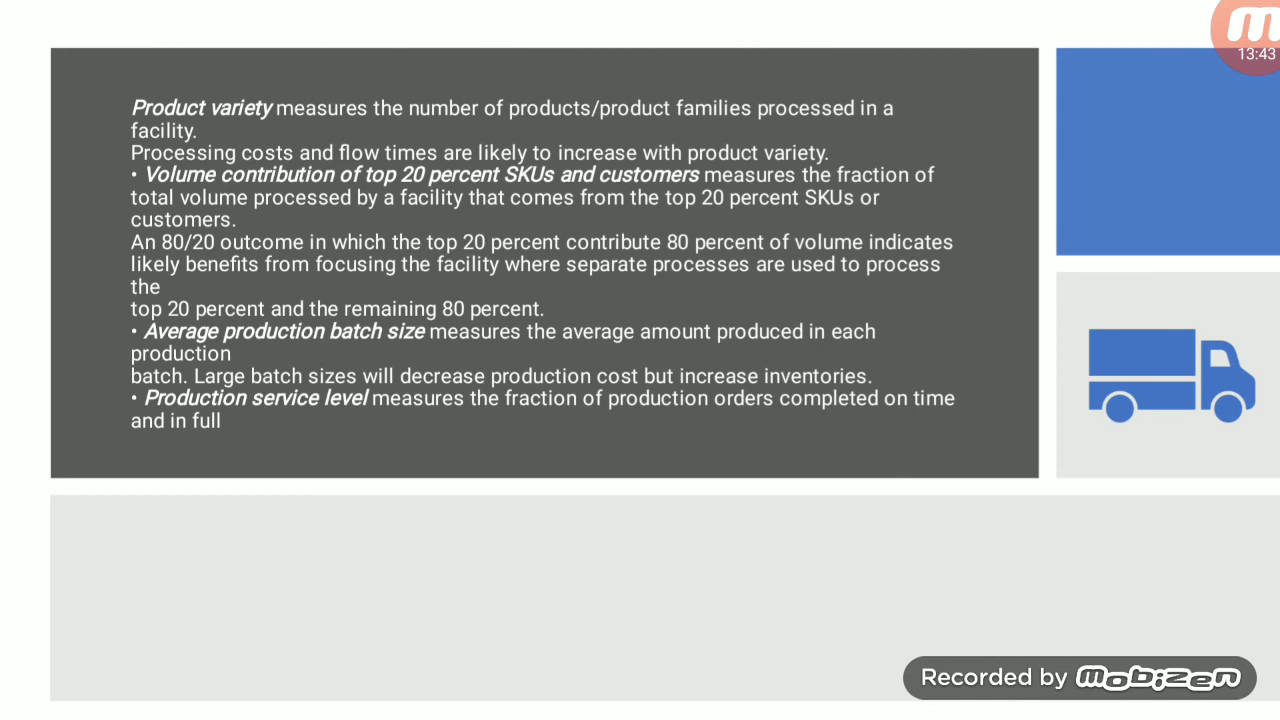 13:43
Product variety measures the number of products/product families processed in a
facility.
Processing costs and flow times are likely to increase with product variety.
• Volume contribution of top 20 percent SKUs and customers measures the fraction of
total volume processed by a facility that comes from the top 20 percent SKUs or
customers.
An 80/20 outcome in which the top 20 percent contribute 80 percent of volume indicates
likely benefits from focusing the facility where separate processes are used to process
the
top 20 percent and the remaining 80 percent.
• Average production batch size measures the average amount produced in each
production
batch. Large batch sizes will decrease production cost but increase inventories.
• Production service level measures the fraction of production orders completed on time
and in full
Recorded by mobizen